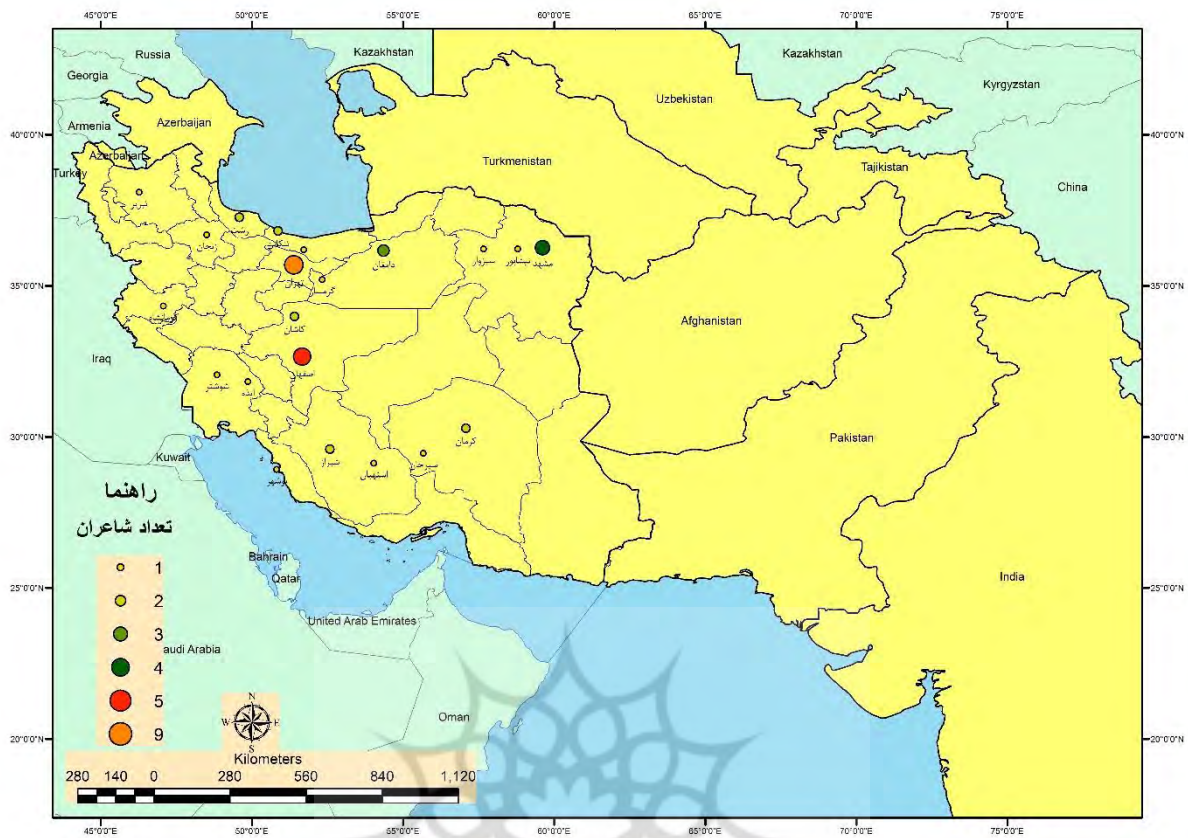 45°0'0"E 50°0'0"E 55°0'0"E 60°0'0"E 65°0'0"E 70°0'0"E 75°0'0"E
Russia
Kazakhstan
Kazakhstan
Georgia
Kyrgyzstan
Uzbekistan
Armenia
Azerbaijan
40°0'0"N
40°0'0"N
Azerbaijan
Turkmenistan
Tajikistan
Turkey
China
تبریز
رشت
زنجان
تنکابن
تهران
گرمسار
دامغان
سبزوار
نیشابور
مشهد
35°0'0"N
35°0'0"N
کاشان
Afghanistan
Iraq
اصفهان
شوشتر
ایذه
30°0'0"N
30°0'0"N
کرمان
Pakistan
شیراز
استهبان
سیرجان
Kuwait
بوشهر
راهنما
تعداد شاعران
Bahrain
Qatar
1
2
3
4
5
9
25°0'0"N
25°0'0"N
India
United Arab Emirates
audi Arabia
Oman
N
W E
S
20°0'0"N
20°0'0"N
Kilometers
280 140 0 280 560 840 1,120
45°0'0"E 50°0'0"E 55°0'0"E 60°0'0"E 65°0'0"E 70°0'0"E 75°0'0"E